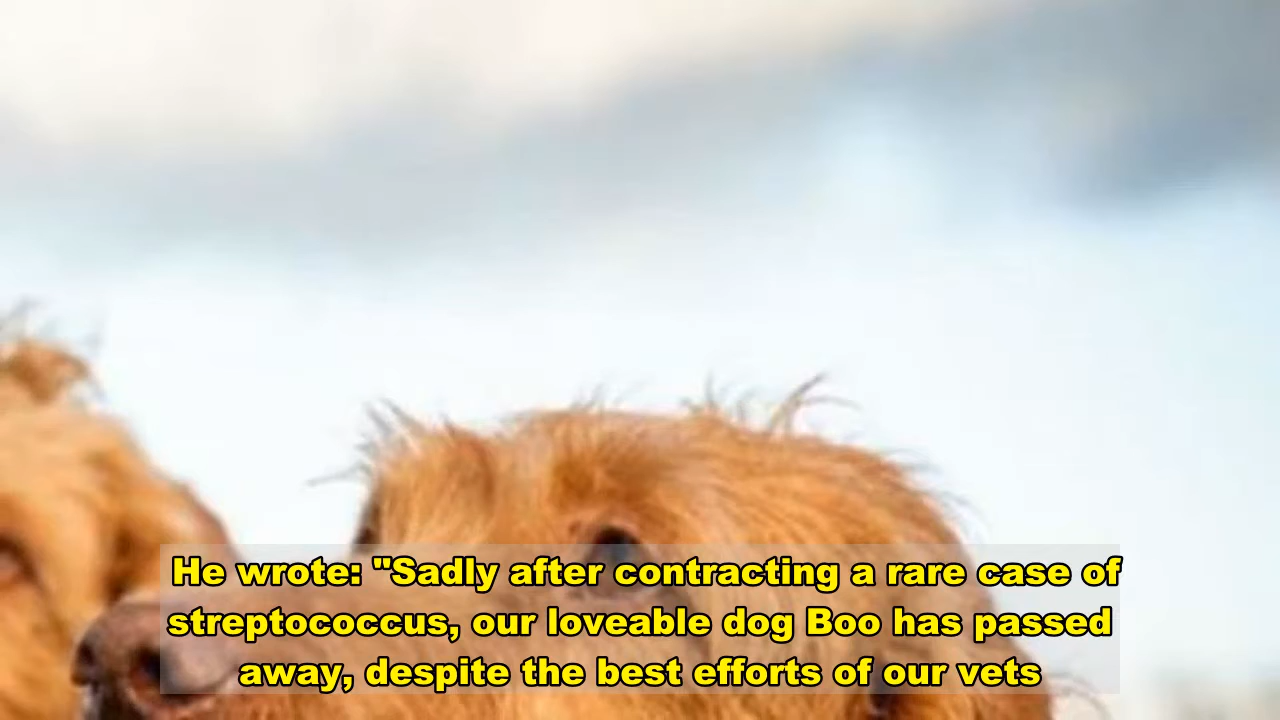 He wrote: "Sadly after contracting a rare case of
streptococcus, our loveable dog Boo has passed
away, despite the best efforts of our vets